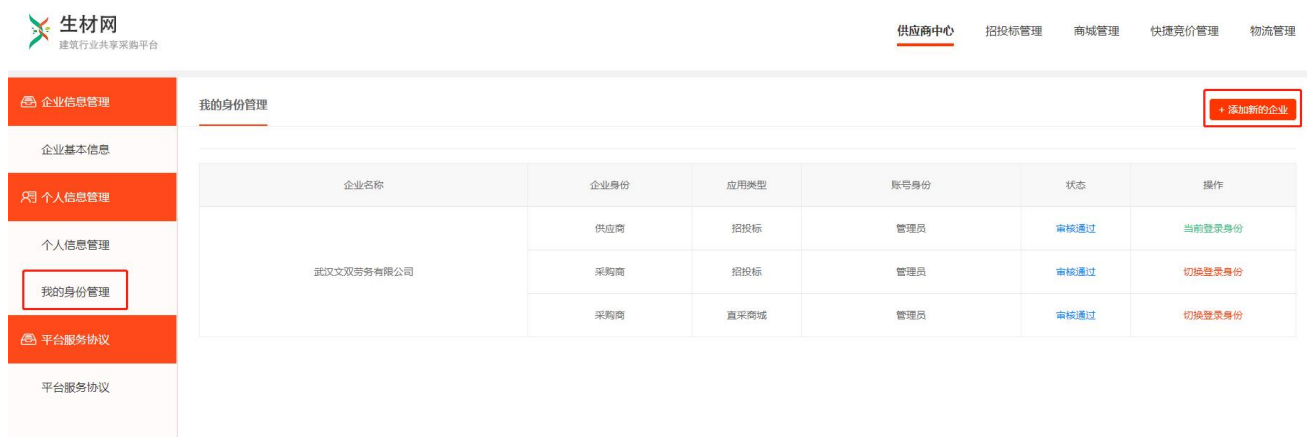 生材网
建筑行业共享采购平台
供应商中心 招投标管理 商城管理 快捷竞价管理 物流管理
企业信息管理
企业基本信息
个人信息管理
个人信息管理
我的身份管理
平台服务协议
平台服务协议
我的身份管理
+ 添加新的企业
企业名称 企业身份 应用类型 账号身份 状态 操作
武汉文双劳务有限公司
供应商 招投标 管理员 审核通过 当前登录身份
采购商 招投标 管理员 审核通过 切换登录身份
采购商 直采商城 管理员 审核通过 切换登录身份